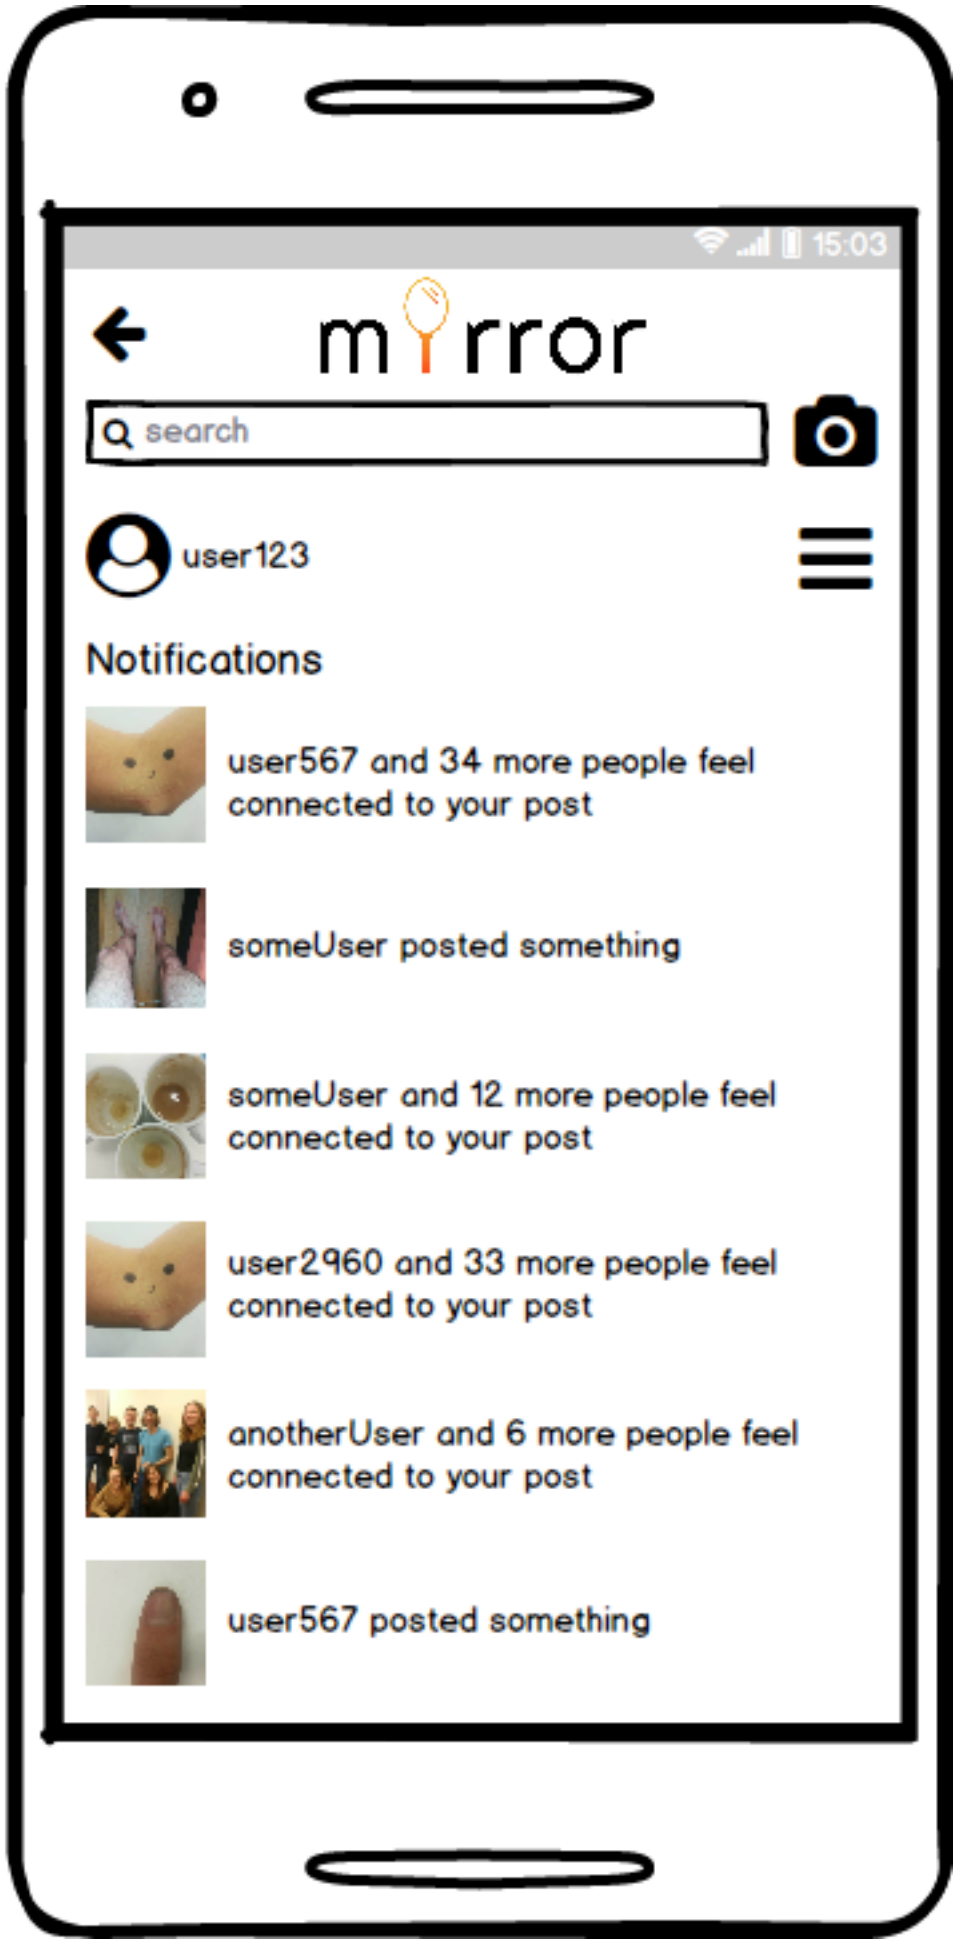 15:03
mirror
search
user123
Notifications
user567 and 34 more people feel
connected to your post
someUser posted something
someUser and 12 more people feel
connected to your post
user2960 and 33 more people feel
connected to your post
anotherUser and 6 more people feel
connected to your post
user567 posted something